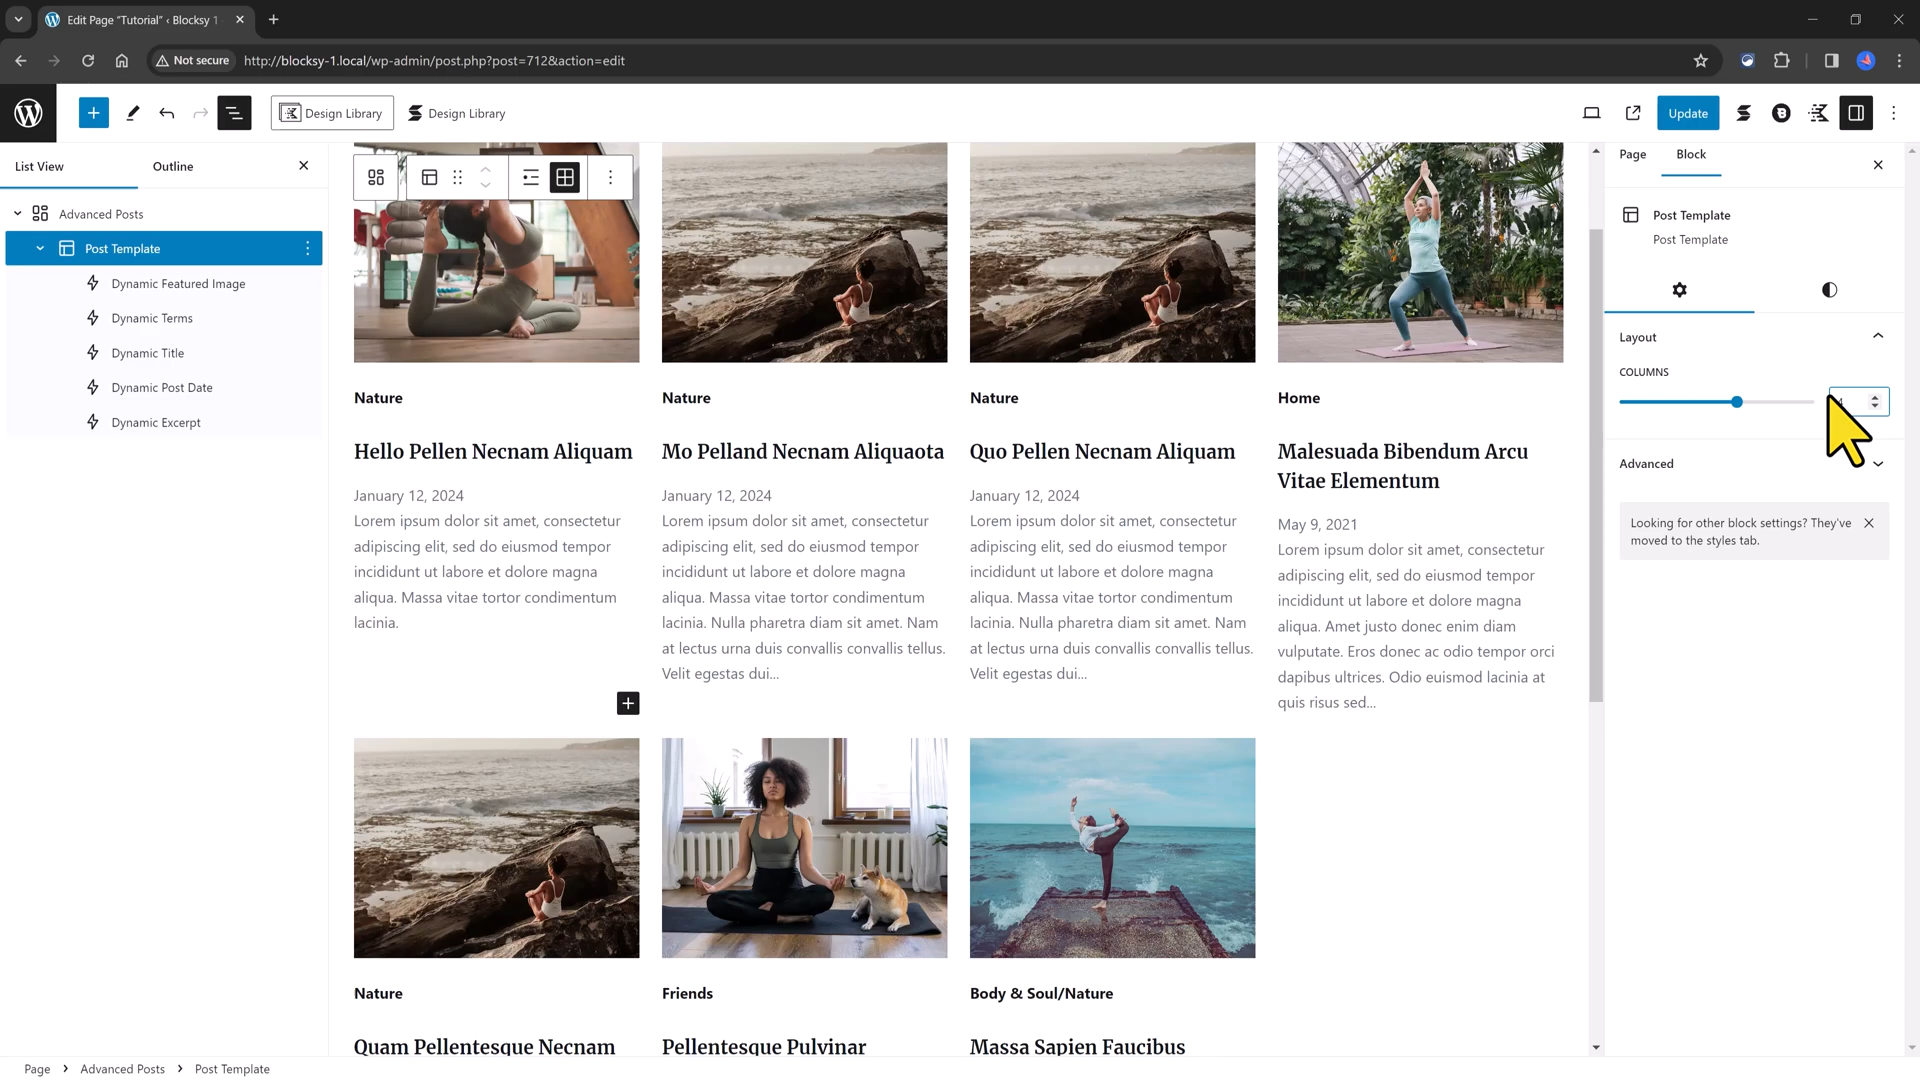 Edit Page "Tutorial" ‹ Blocksy 1
Not secure
http://blocksy-1.local/wp-admin/post.php?post=712&action=edit
Design Library
Design Library
Update
List View
Outline
Advanced Posts
Post Template
Dynamic Featured Image
Dynamic Terms
Dynamic Title
Dynamic Post Date
Dynamic Excerpt
Nature
Hello Pellen Necnam Aliquam
January 12, 2024
Lorem ipsum dolor sit amet, consectetur
adipiscing elit, sed do eiusmod tempor
incididunt ut labore et dolore magna
aliqua. Massa vitae tortor condimentum
lacinia.
Nature
Mo Pelland Necnam Aliquaota
January 12, 2024
Lorem ipsum dolor sit amet, consectetur
adipiscing elit, sed do eiusmod tempor
incididunt ut labore et dolore magna
aliqua. Massa vitae tortor condimentum
lacinia. Nulla pharetra diam sit amet. Nam
at lectus urna duis convallis convallis tellus.
Velit egestas dui...
Nature
Quo Pellen Necnam Aliquam
January 12, 2024
Lorem ipsum dolor sit amet, consectetur
adipiscing elit, sed do eiusmod tempor
incididunt ut labore et dolore magna
aliqua. Massa vitae tortor condimentum
lacinia. Nulla pharetra diam sit amet. Nam
at lectus urna duis convallis convallis tellus.
Velit egestas dui...
Home
Malesuada Bibendum Arcu
Vitae Elementum
May 9, 2021
Lorem ipsum dolor sit amet, consectetur
adipiscing elit, sed do eiusmod tempor
incididunt ut labore et dolore magna
aliqua. Amet justo donec enim diam
vulputate. Eros donec ac odio tempor orci
dapibus ultrices. Odio euismod lacinia at
quis risus sed...
Nature
Quam Pellentesque Necnam
Friends
Pellentesque Pulvinar
Body & Soul/Nature
Massa Sapien Faucibus
Page
Block
Post Template
Post Template
Layout
COLUMNS
Advanced
Looking for other block settings? They've
moved to the styles tab.
Page › Advanced Posts › Post Template